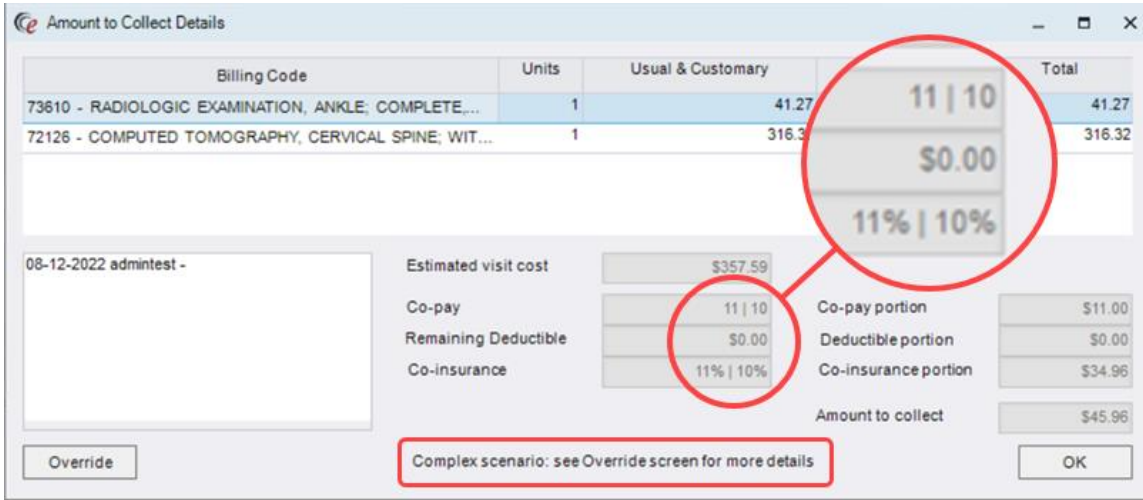 Amount to Collect Details
Billing Code Units Usual & Customary Total
73610 - RADIOLOGIC EXAMINATION, ANKLE; COMPLETE,... 1 41.27 41.27
72126 - COMPUTED TOMOGRAPHY, CERVICAL SPINE; WIT... 1 316.3 316.32
11 | 10
$0.00
11% | 10%
08-12-2022 admintest -
Estimated visit cost $357.59
Co-pay 11 | 10 Co-pay portion $11.00
Remaining Deductible $0.00 Deductible portion $0.00
Co-insurance 11% | 10% Co-insurance portion $34.96
Amount to collect $45.96
Override Complex scenario: see Override screen for more details OK